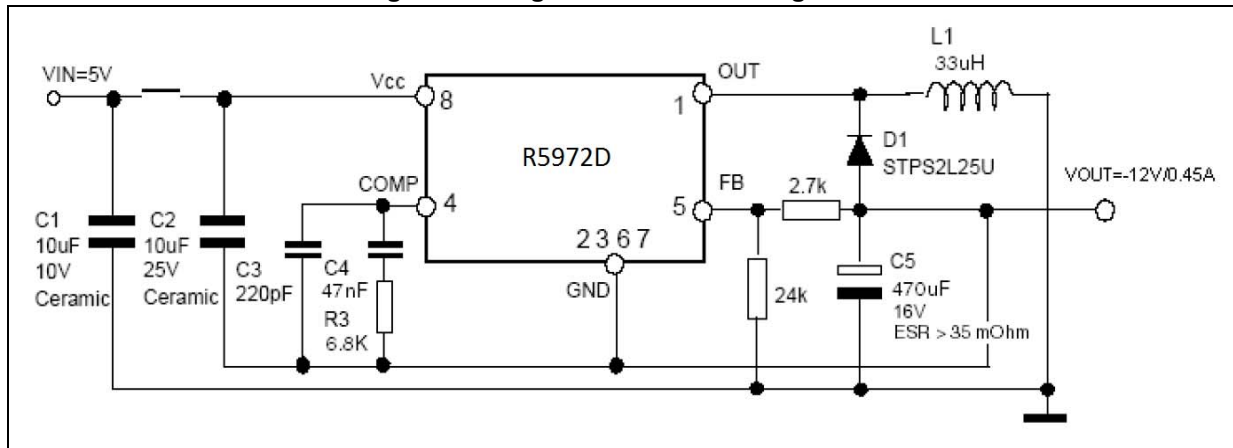 VIN=5V
Vcc
8
R5972D
OUT
1
L1
33uH
D1
STPS2L25U
COMP
4
FB
5
2.7k
VOUT=-12V/0.45A
2 3 6 7
GND
C1
10uF
10V
Ceramic
C2
10uF
25V
Ceramic
C3
220pF
C4
47nF
R3
6.8K
24k
C5
470uF
16V
ESR > 35 mOhm